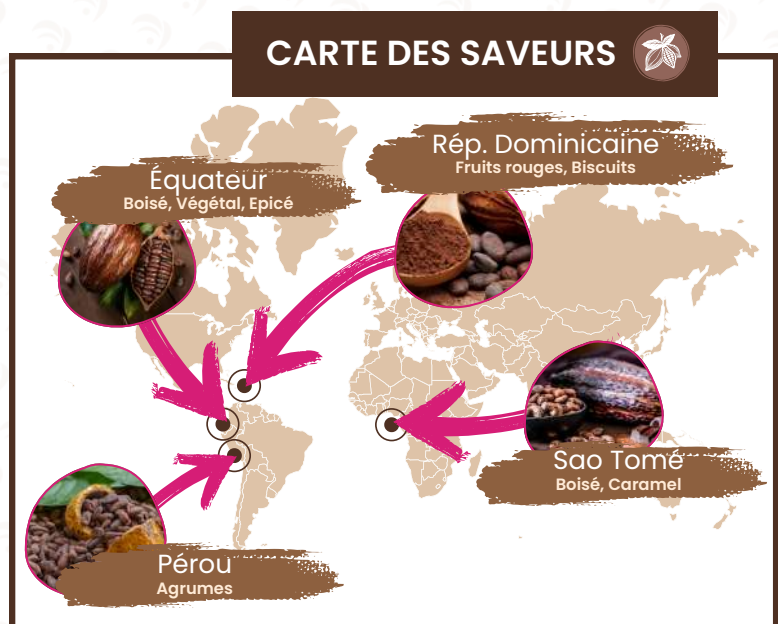 CARTE DES SAVEURS
Rép. Dominicaine
Fruits rouges, Biscuits
Équateur
Boisé, Végétal, Epicé
Sao Tomé
Boisé, Caramel
Pérou
Agrumes